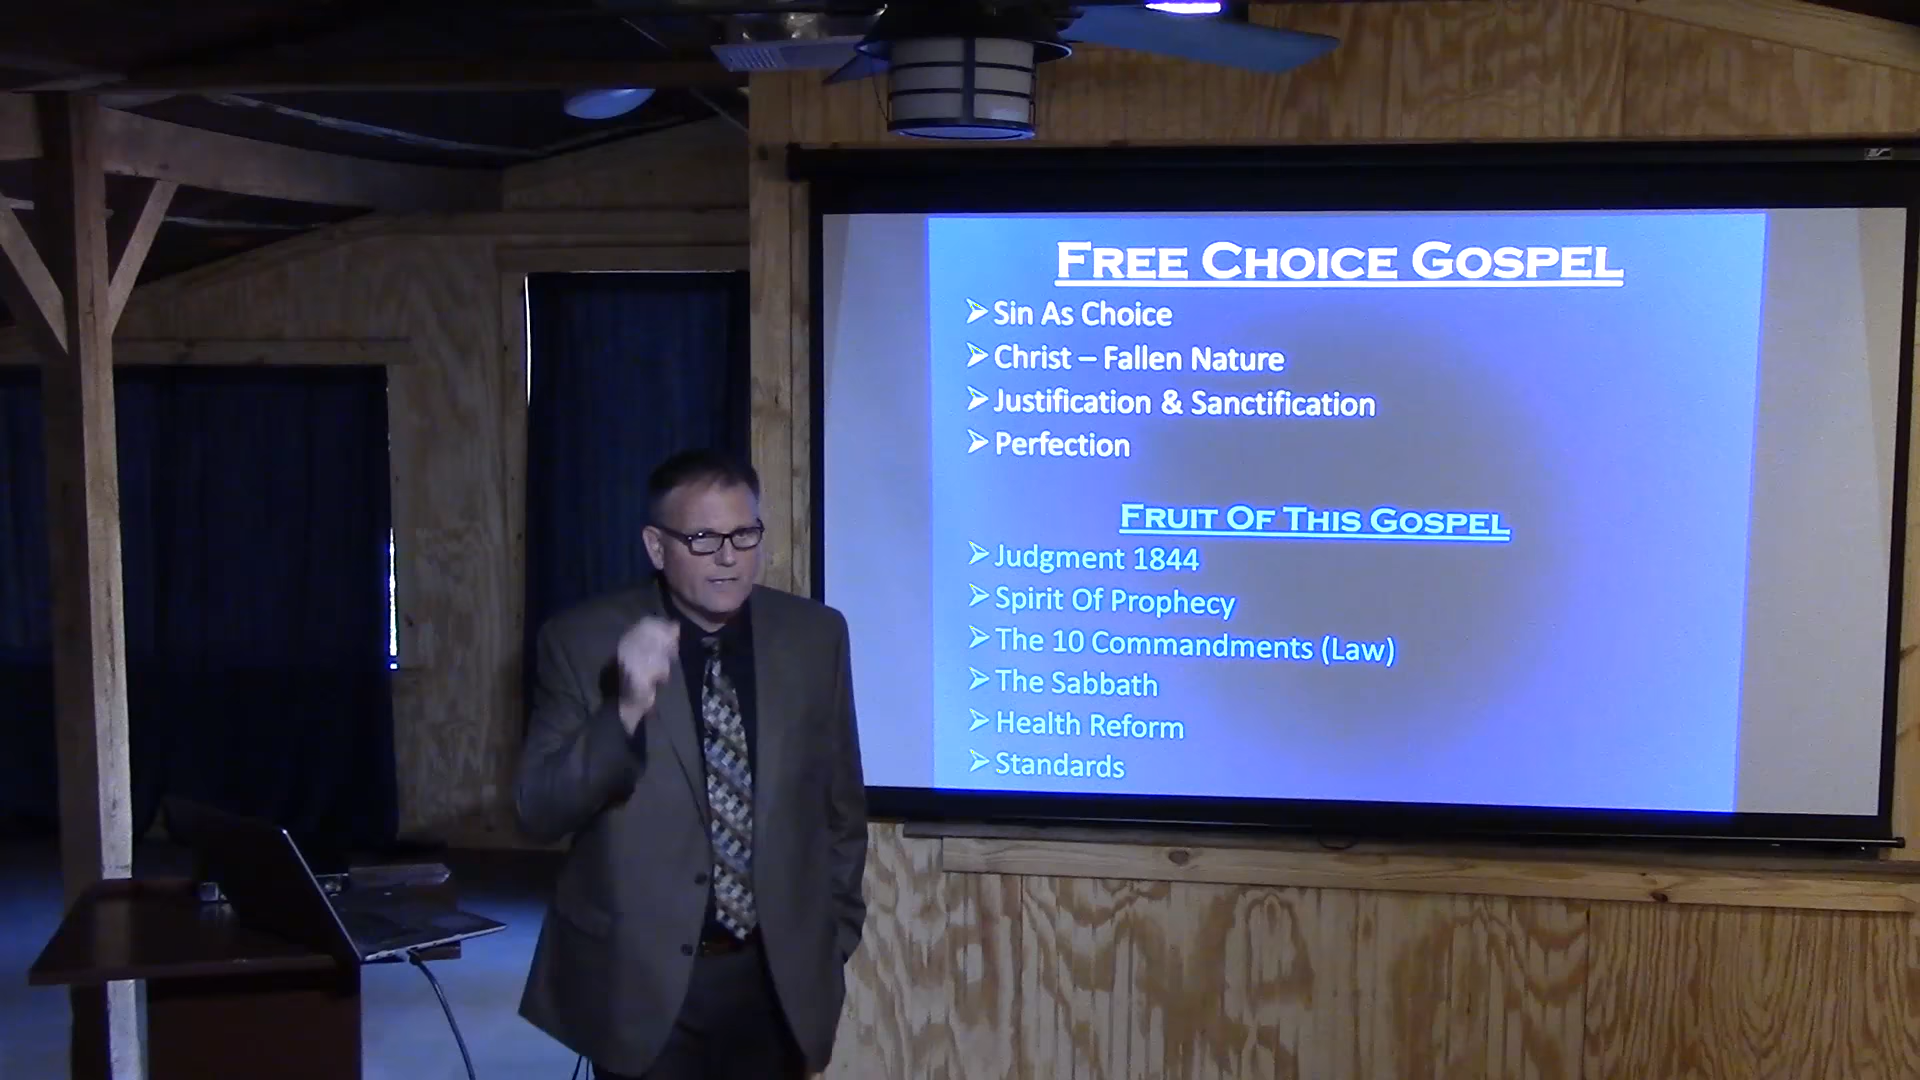 FREE CHOICE GOSPEL
Sin As Choice
Christ – Fallen Nature
Justification & Sanctification
Perfection
FRUIT OF THIS GOSPEL
Judgment 1844
Spirit Of Prophecy
The 10 Commandments (Law)
The Sabbath
Health Reform
Standards